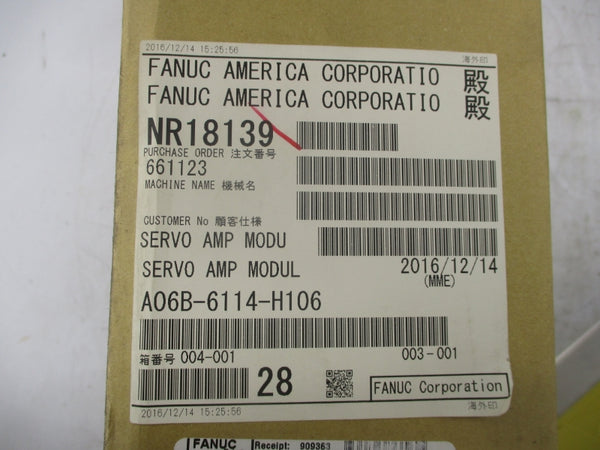 2016/12/14 15:25:56 海外印
FANUC AMERICA CORPORATIO 殿
FANUC AMERICA CORPORATIO 殿
NR18139
PURCHASE ORDER 注文番号
661123
MACHINE NAME 機械名
CUSTOMER No 顧客仕様
SERVO AMP MODU
SERVO AMP MODUL 2016/12/14
(MME)
A06B-6114-H106
箱番号 004-001 003-001
28 FANUC Corporation
2016/12/14 15:25:56 海外印
FANUC Receipt: 909363